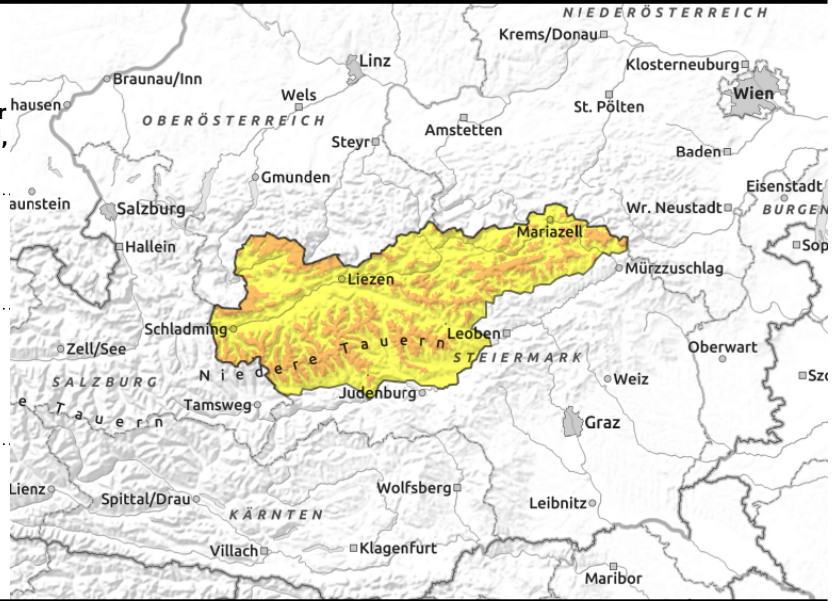 NIEDERÖSTERREICH
Krems/Donau
Linz
Klosterneuburg
Braunau/Inn
Wels
Wien
hausen
r
St. Pölten
OBERÖSTERREICH
Amstetten
,
Steyr
Baden
Gmunden
Eisenstadt
aunstein
Salzburg
Wr. Neustadt
BURGEN
Mariazell
Hallein
Sop
Mürzzuschlag
Liezen
Schladming
Leoben
Zell/See
Niedere Tauern
Oberwart
STEIERMARK
SALZBURG
Weiz
Szo
Judenburg
Tamsweg
e Tauern
Graz
Lienz
Spittal/Drau
Wolfsberg
Leibnitz
KÄRNTEN
Villach
Klagenfurt
Maribor